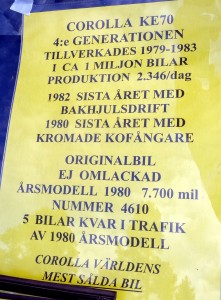 COROLLA KE70
4:e GENERATIONEN
TILLVERKADES 1979-1983
I CA 1 MILJON BILAR
PRODUKTION 2.346/dag
1982 SISTA ÅRET MED
BAKHJULSDRIFT
1980 SISTA ÅRET MED
KROMADE KOFÅNGARE
ORIGINALBIL
EJ OMLACKAD
ÅRSMODELL 1980 7.700 mil
NUMMER 4610
5 BILAR KVAR I TRAFIK
AV 1980 ÅRSMODELL
COROLLA VÄRLDENS
MEST SÅLDA BIL